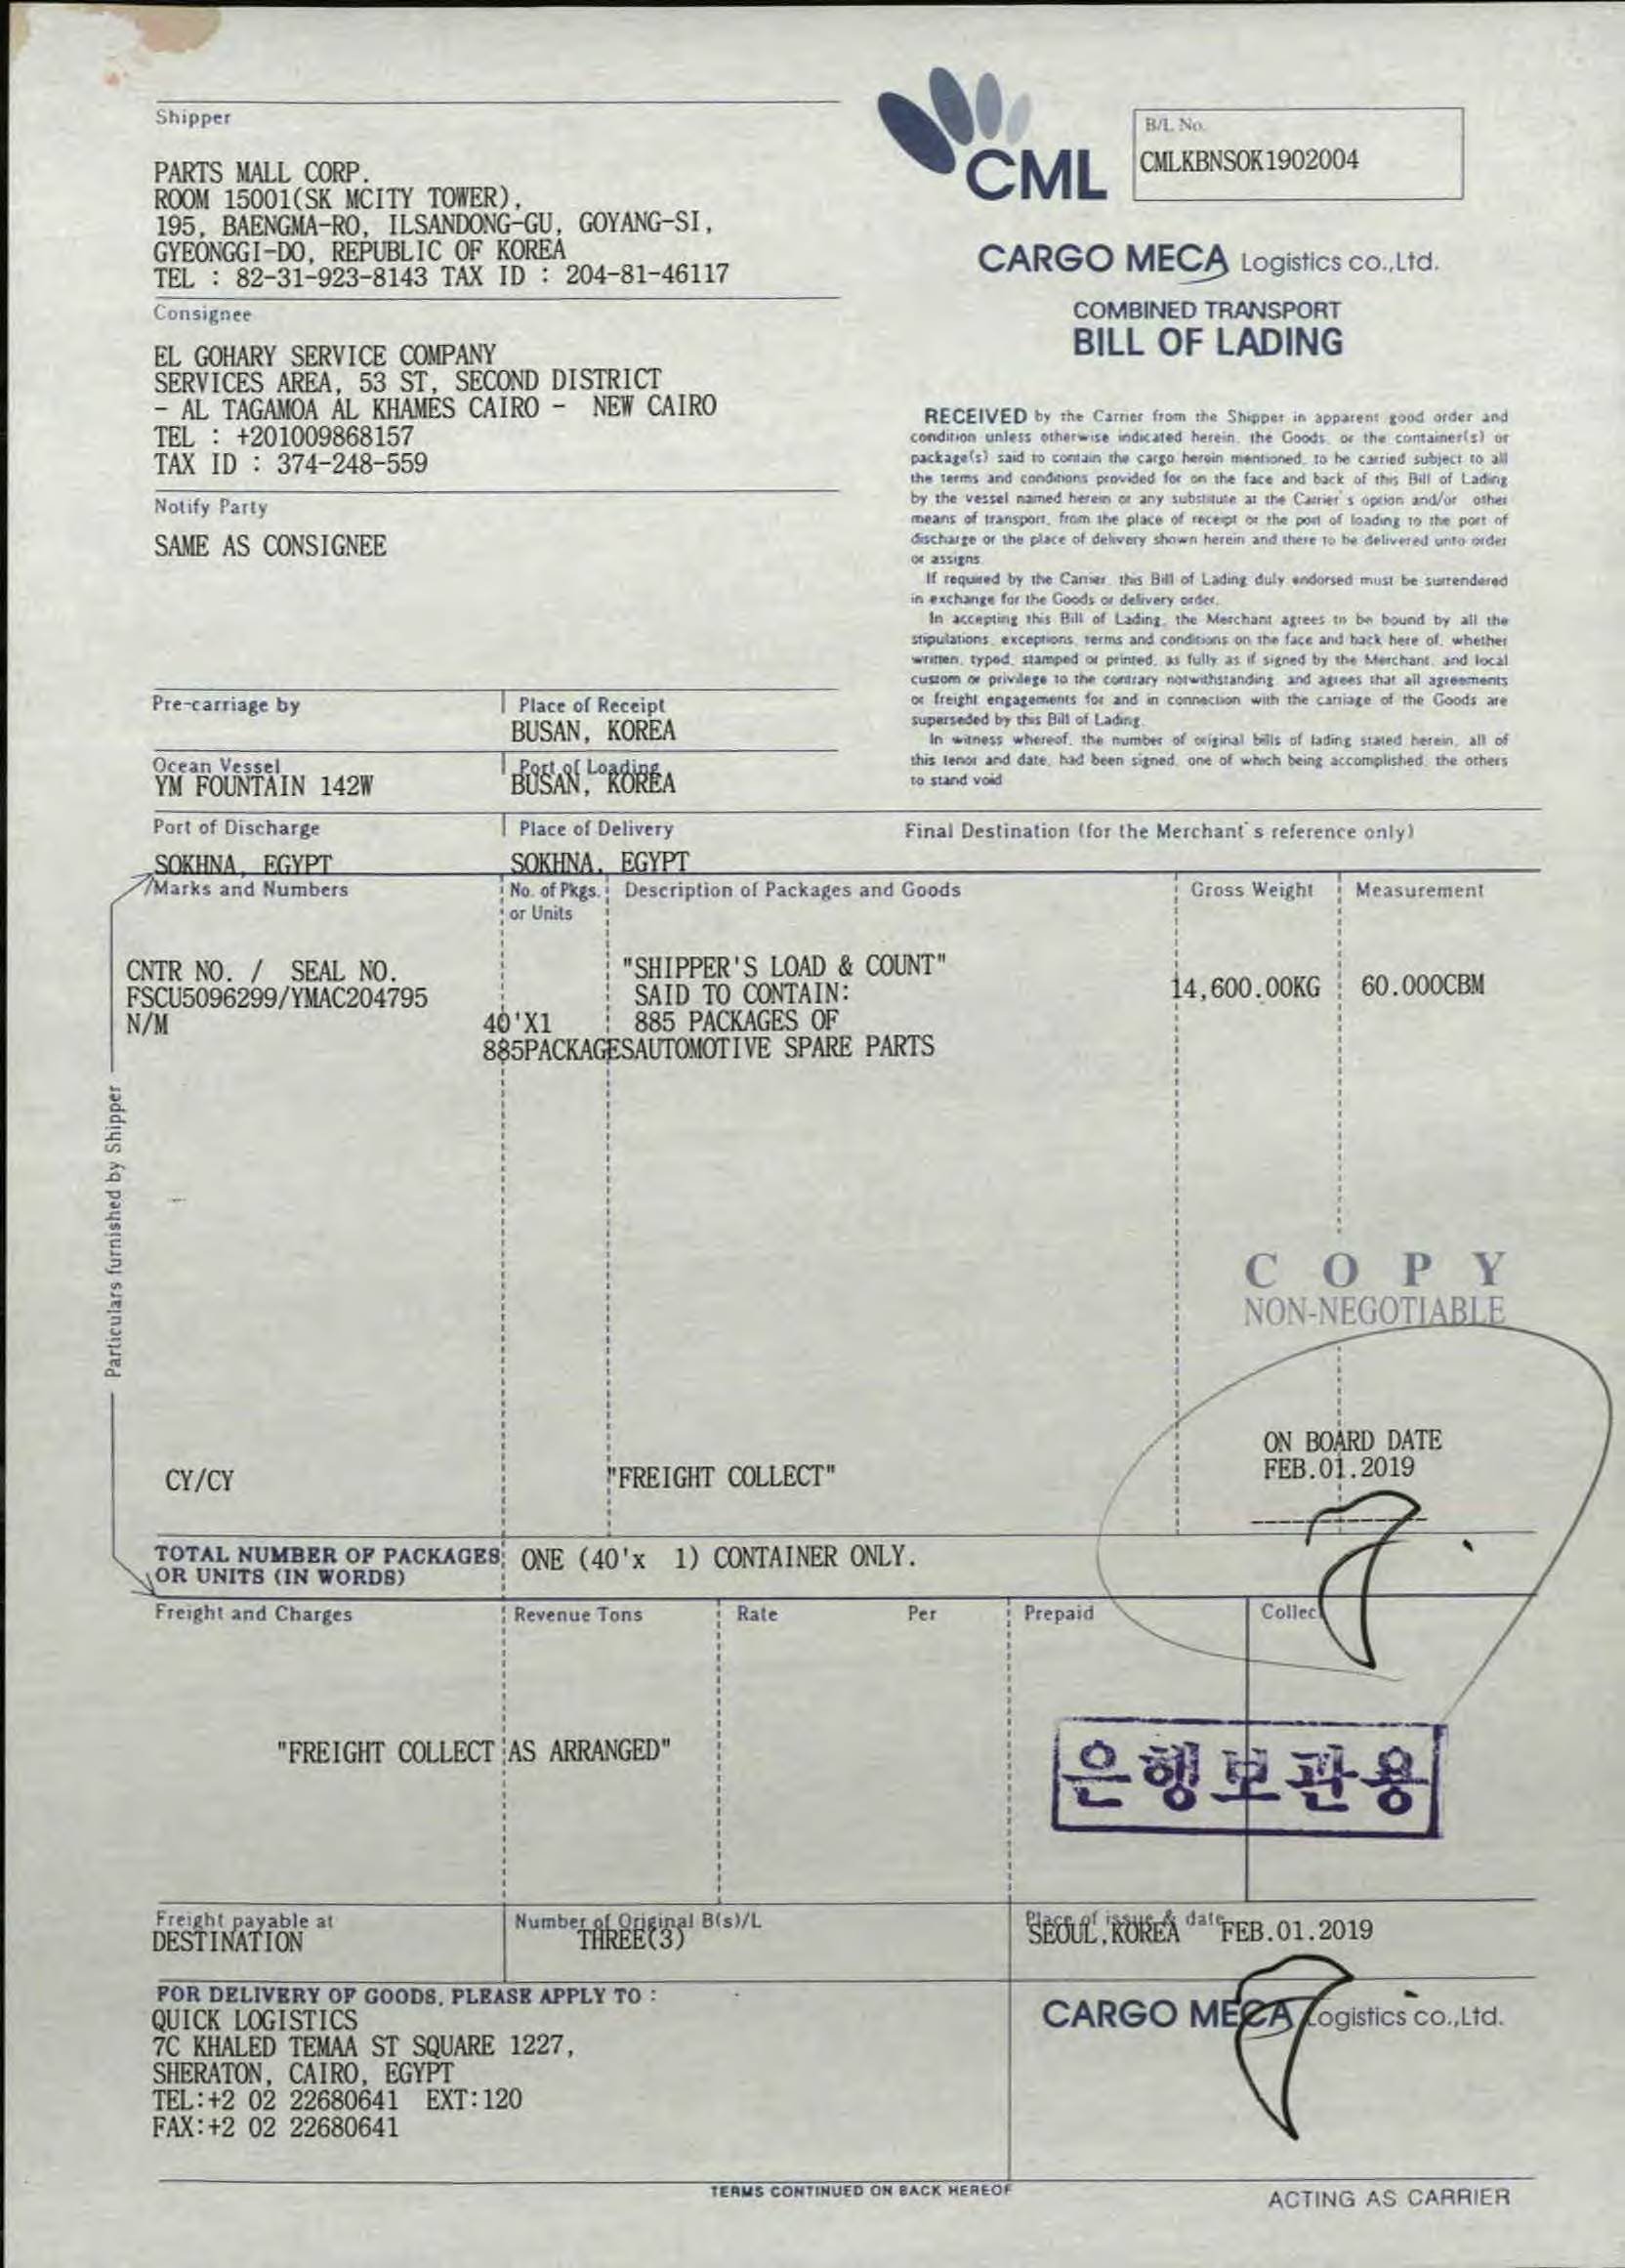 Shipper
PARTS MALL CORP.
ROOM 15001(SK MCITY TOWER),
195, BAENGMA-RO, ILSANDONG-GU, GOYANG-SI,
GYEONGGI-DO, REPUBLIC OF KOREA
TEL : 82-31-923-8143 TAX ID : 204-81-46117
CML
B/L No.
CMLKBNSOK1902004
CARGO MECA Logistics co.,Ltd.
COMBINED TRANSPORT
BILL OF LADING
Consignee
EL GOHARY SERVICE COMPANY
SERVICES AREA, 53 ST, SECOND DISTRICT
- AL TAGAMOA AL KHAMES CAIRO - NEW CAIRO
TEL : +201009868157
TAX ID : 374-248-559
Notify Party
SAME AS CONSIGNEE
RECEIVED by the Carrier from the Shipper in apparent good order and
condition unless otherwise indicated herein, the Goods, or the container(s) or
package(s) said to contain the cargo herein mentioned, to be carried subject to all
the terms and conditions provided for on the face and back of this Bill of Lading
by the vessel named herein or any substitute at the Carrier's option and/or other
means of transport, from the place of receipt or the port of loading to the port of
discharge or the place of delivery shown herein and there to be delivered unto order
or assigns
If required by the Carrier, this Bill of Lading duly endorsed must be surrendered
in exchange for the Goods or delivery order.
In accepting this Bill of Lading, the Merchant agrees to be bound by all the
stipulations, exceptions, terms and conditions on the face and back here of, whether
written, typed, stamped or printed, as fully as if signed by the Merchant, and local
custom or privilege to the contrary notwithstanding, and agrees that all agreements
or freight engagements for and in connection with the carriage of the Goods are
superseded by this Bill of Lading.
In witness whereof, the number of original bills of lading stated herein, all of
this tenor and date, had been signed, one of which being accomplished, the others
to stand void
Pre-carriage by
Place of Receipt
BUSAN, KOREA
Ocean Vessel
YM FOUNTAIN 142W
Port of Loading
BUSAN, KOREA
Port of Discharge
SOKHNA, EGYPT
Place of Delivery
SOKHNA, EGYPT
Final Destination (for the Merchant's reference only)
Marks and Numbers
No. of Pkgs.
or Units
Description of Packages and Goods
Gross Weight
Measurement
CNTR NO. / SEAL NO.
FSCU5096299/YMAC204795
N/M
40'X1
885PACKAGES
"SHIPPER'S LOAD & COUNT"
SAID TO CONTAIN:
885 PACKAGES OF
AUTOMOTIVE SPARE PARTS
14,600.00KG
60.000CBM
Particulars furnished by Shipper
COPY
NON-NEGOTIABLE
ON BOARD DATE
FEB.01.2019
CY/CY
"FREIGHT COLLECT"
TOTAL NUMBER OF PACKAGES
OR UNITS (IN WORDS)
ONE (40'x 1) CONTAINER ONLY.
Freight and Charges
Revenue Tons
Rate
Per
Prepaid
Collect
"FREIGHT COLLECT AS ARRANGED"
은행보관용
Freight payable at
DESTINATION
Number of Original B(s)/L
THREE(3)
Place of issue & date
SEOUL,KOREA FEB.01.2019
FOR DELIVERY OF GOODS, PLEASE APPLY TO :
QUICK LOGISTICS
7C KHALED TEMAA ST SQUARE 1227,
SHERATON, CAIRO, EGYPT
TEL:+2 02 22680641 EXT:120
FAX:+2 02 22680641
CARGO MECA Logistics co.,Ltd.
TERMS CONTINUED ON BACK HEREOF
ACTING AS CARRIER